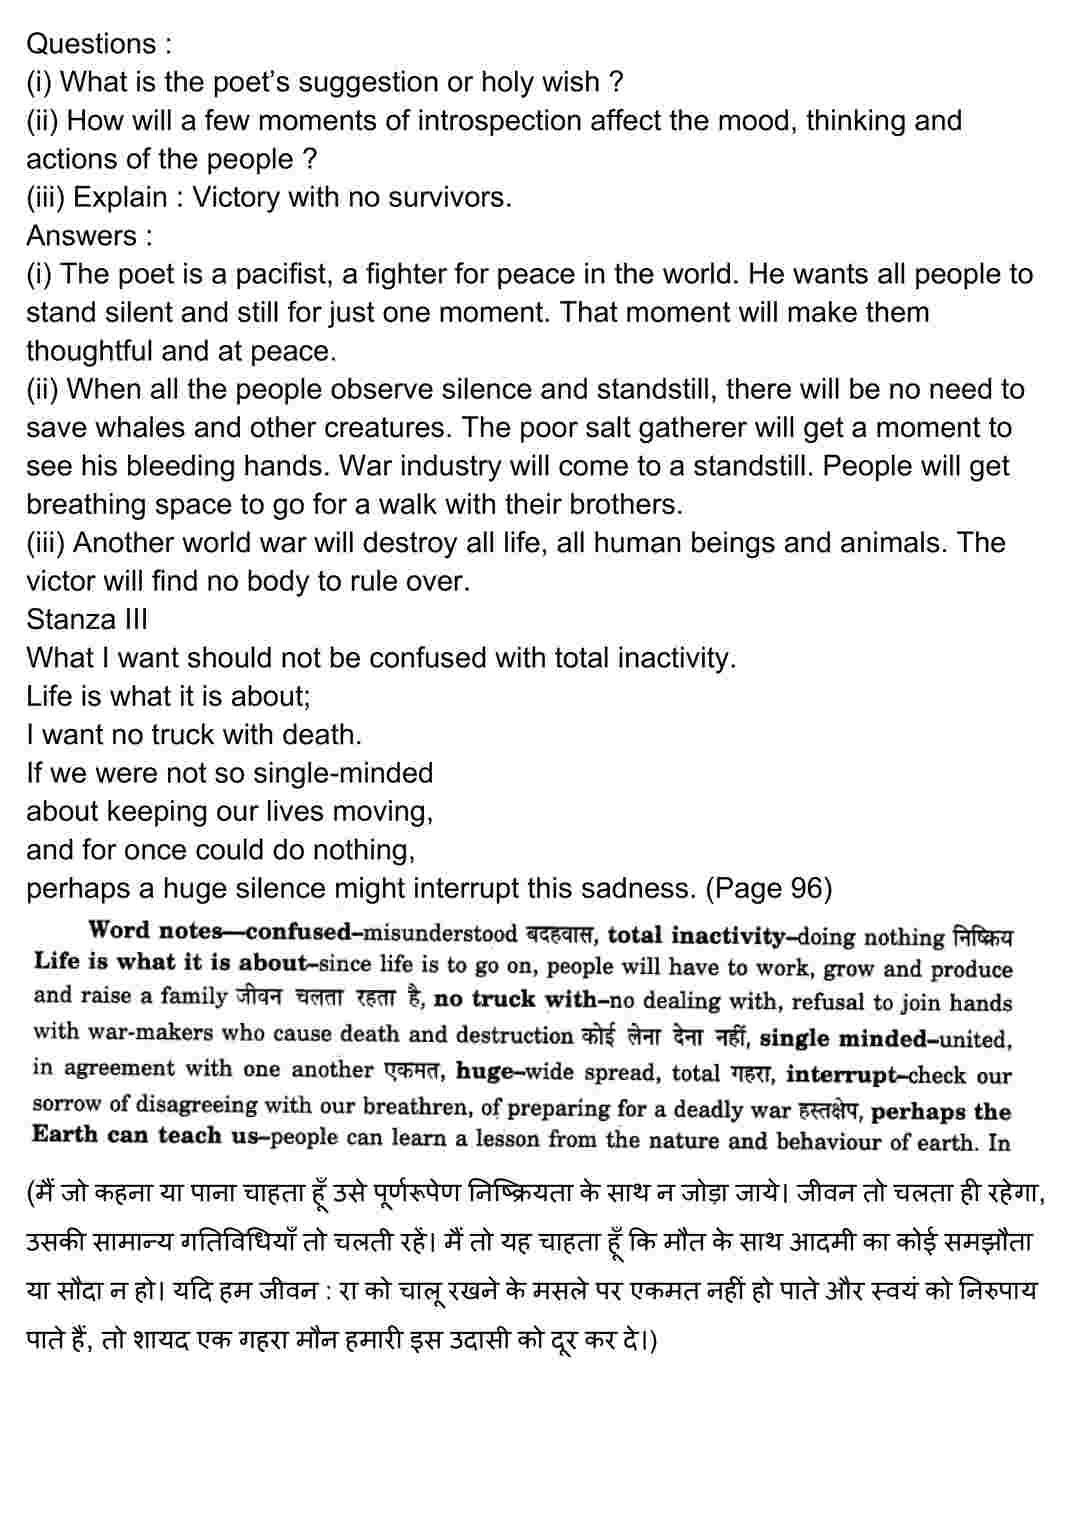 Questions :
(i) What is the poet’s suggestion or holy wish ?
(ii) How will a few moments of introspection affect the mood, thinking and
actions of the people ?
(iii) Explain : Victory with no survivors.
Answers :
(i) The poet is a pacifist, a fighter for peace in the world. He wants all people to
stand silent and still for just one moment. That moment will make them
thoughtful and at peace.
(ii) When all the people observe silence and standstill, there will be no need to
save whales and other creatures. The poor salt gatherer will get a moment to
see his bleeding hands. War industry will come to a standstill. People will get
breathing space to go for a walk with their brothers.
(iii) Another world war will destroy all life, all human beings and animals. The
victor will find no body to rule over.
Stanza III
What I want should not be confused with total inactivity.
Life is what it is about;
I want no truck with death.
If we were not so single-minded
about keeping our lives moving,
and for once could do nothing,
perhaps a huge silence might interrupt this sadness. (Page 96)
Word notes—confused–misunderstood बदहवास, total inactivity–doing nothing निष्क्रिय
Life is what it is about–since life is to go on, people will have to work, grow and produce
and raise a family जीवन चलता रहता है, no truck with–no dealing with, refusal to join hands
with war-makers who cause death and destruction कोई लेना देना नहीं, single minded–united,
in agreement with one another एकमत, huge–wide spread, total गहरा, interrupt–check our
sorrow of disagreeing with our breathren, of preparing for a deadly war हस्तक्षेप, perhaps the
Earth can teach us–people can learn a lesson from the nature and behaviour of earth. In
(मैं जो कहना या पाना चाहता हूँ उसे पूर्णरूपेण निष्क्रियता के साथ न जोड़ा जाये। जीवन तो चलता ही रहेगा,
उसकी सामान्य गतिविधियाँ तो चलती रहें। मैं तो यह चाहता हूँ कि मौत के साथ आदमी का कोई समझौता
या सौदा न हो। यदि हम जीवन : रा को चालू रखने के मसले पर एकमत नहीं हो पाते और स्वयं को निरुपाय
पाते हैं, तो शायद एक गहरा मौन हमारी इस उदासी को दूर कर दे।)